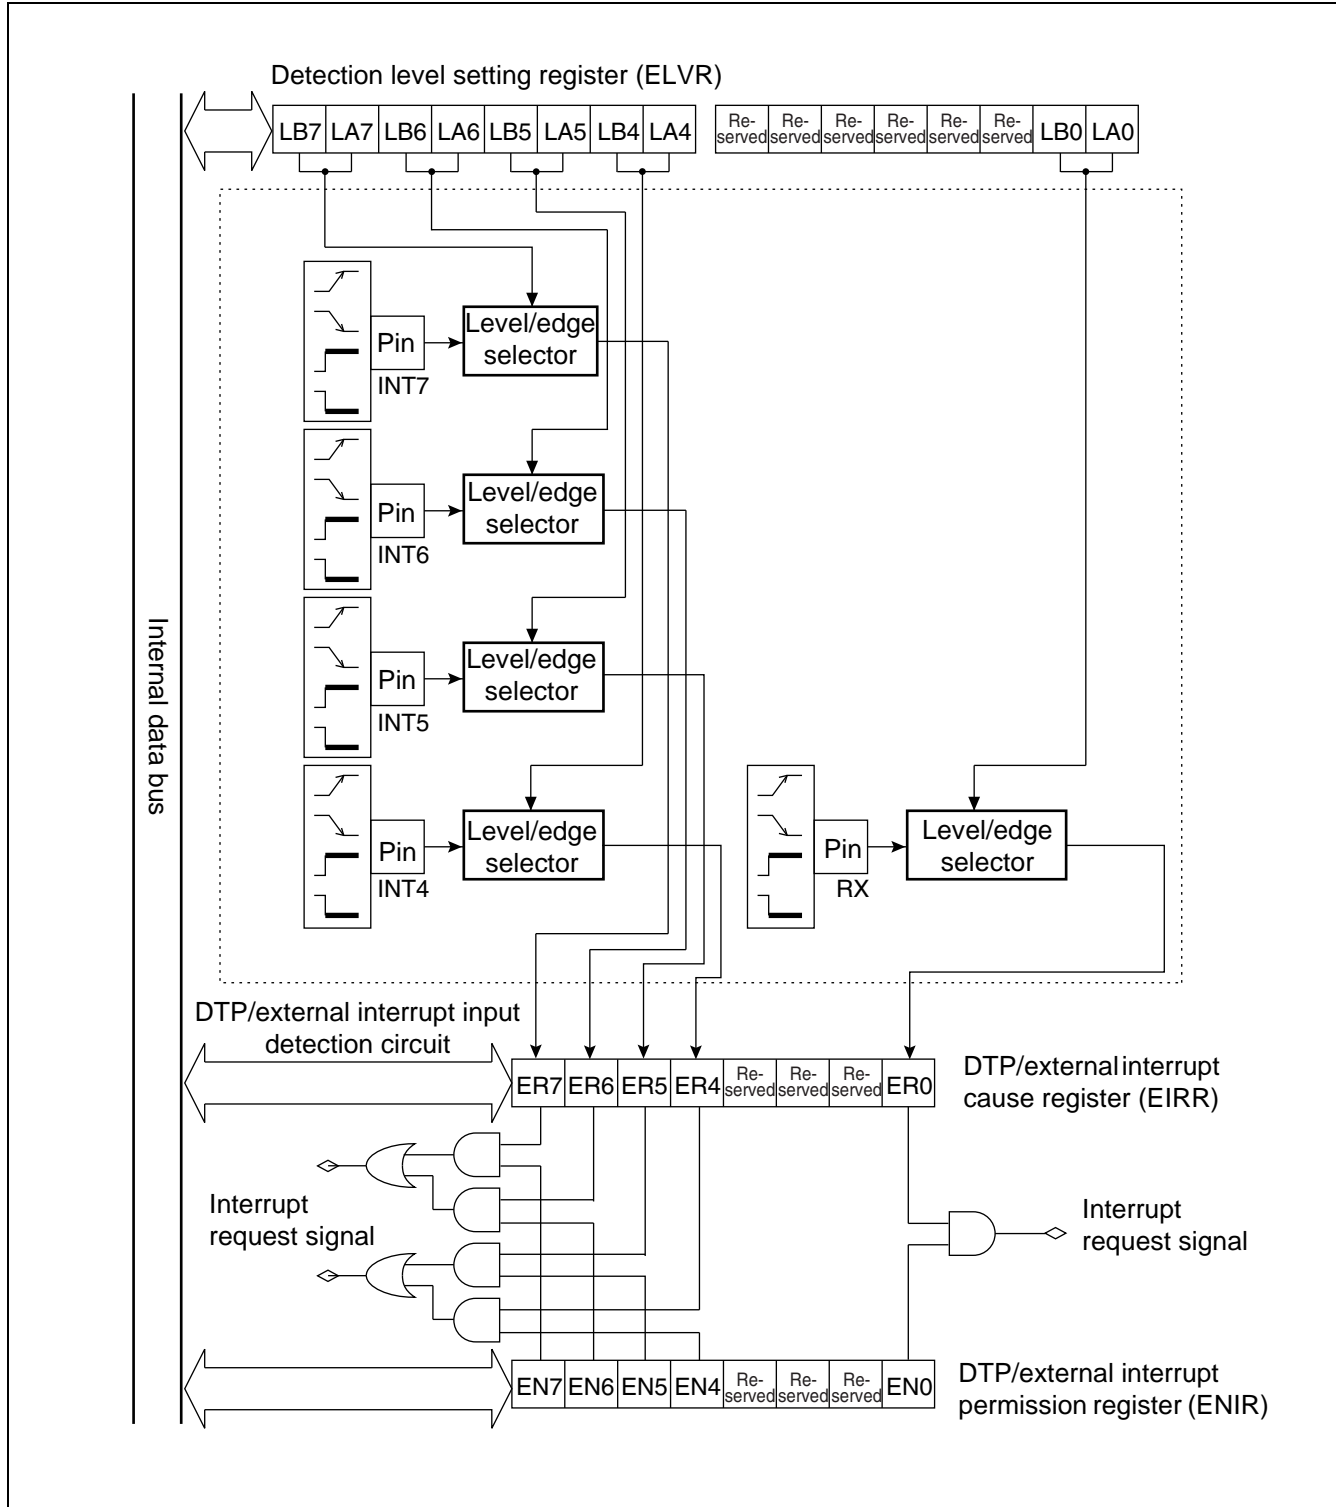 Detection level setting register (ELVR)
LB7 LA7 LB6 LA6 LB5 LA5 LB4 LA4 Re-served Re-served Re-served Re-served Re-served Re-served LB0 LA0
Level/edge
selector
Pin
INT7
Level/edge
selector
Pin
INT6
Level/edge
selector
Pin
INT5
Level/edge
selector
Pin
INT4
Level/edge
selector
Pin
RX
Internal data bus
DTP/external interrupt input
detection circuit
ER7 ER6 ER5 ER4 Re-served Re-served Re-served ER0
DTP/external interrupt
cause register (EIRR)
Interrupt
request signal
Interrupt
request signal
EN7 EN6 EN5 EN4 Re-served Re-served Re-served EN0
DTP/external interrupt
permission register (ENIR)